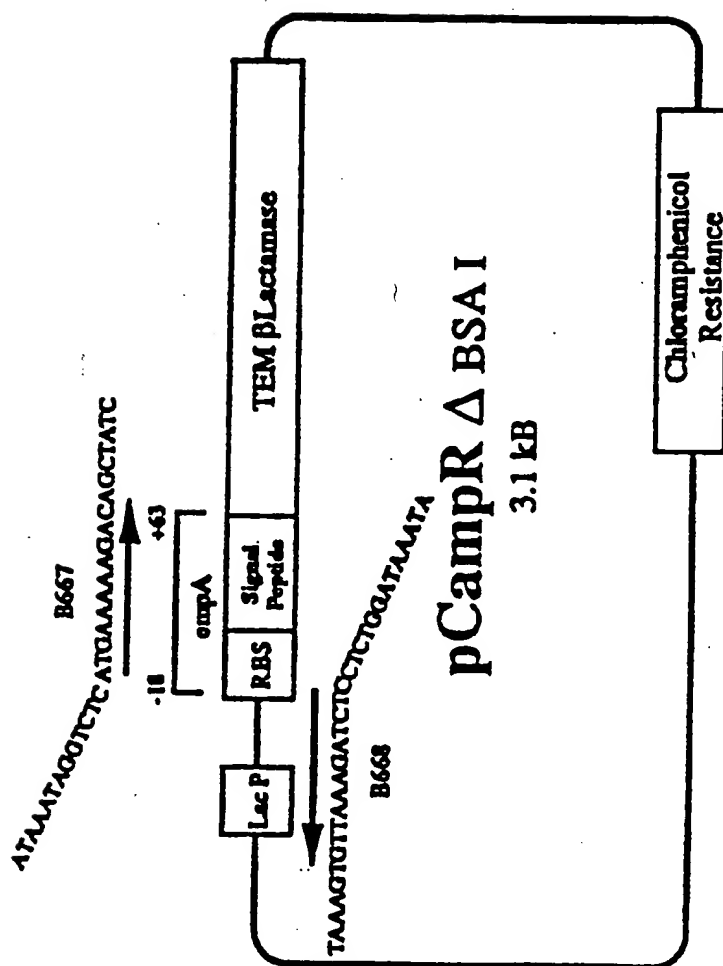 B667
ATAAATAGGTCTCATGAAAAAGACAGCTATC
-18
+63
ompA
Lac P
RBS
Signal
Peptide
TEM βLactamase
TAAAGTGTTAAAGATCTCCTCTGGATAAATA
B668
pCampR Δ BSA I
3.1 kB
Chloramphenicol
Resistance